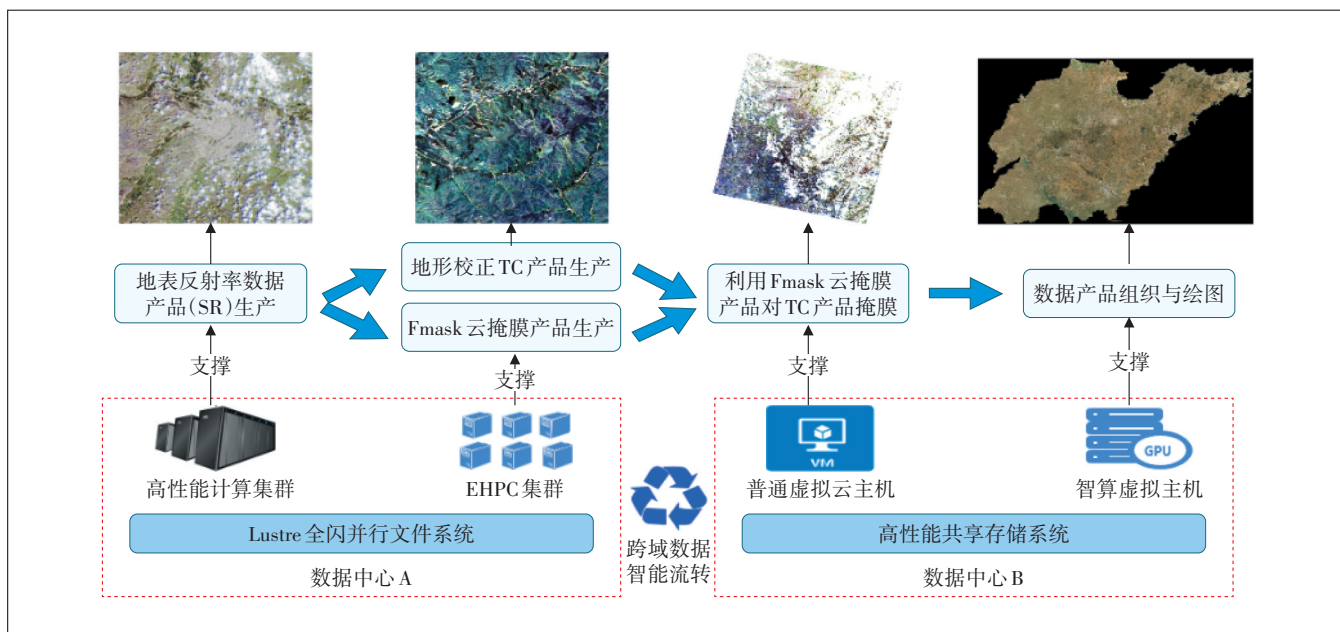 地表反射率数据
产品(SR)生产
地形校正TC产品生产
Fmask云掩膜产品生产
利用Fmask云掩膜
产品对TC产品掩膜
数据产品组织与绘图
支撑
支撑
支撑
支撑
VM
GPU
高性能计算集群
EHPC集群
普通虚拟云主机
智算虚拟主机
Lustre全闪并行文件系统
跨域数据
智能流转
高性能共享存储系统
数据中心A
数据中心B